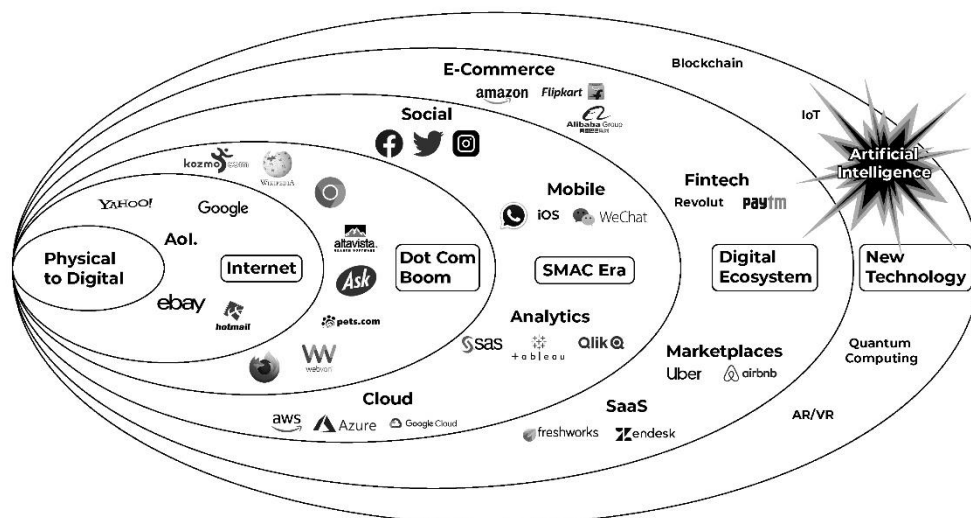 Physical
to Digital
YAHOO!
Google
Aol.
Internet
ebay
hotmail
kozmo.com
WIKIPEDIA
altavista
Ask
Dot Com
Boom
pets.com
webvan
Social
Mobile
iOS
WeChat
SMAC Era
Analytics
sas
+ a b l e a u
Qlik
Cloud
aws
Azure
Google Cloud
E-Commerce
amazon
Flipkart
Alibaba Group
Fintech
Revolut
paytm
Digital
Ecosystem
Marketplaces
Uber
airbnb
SaaS
freshworks
zendesk
Blockchain
IoT
Artificial
Intelligence
New
Technology
Quantum
Computing
AR/VR